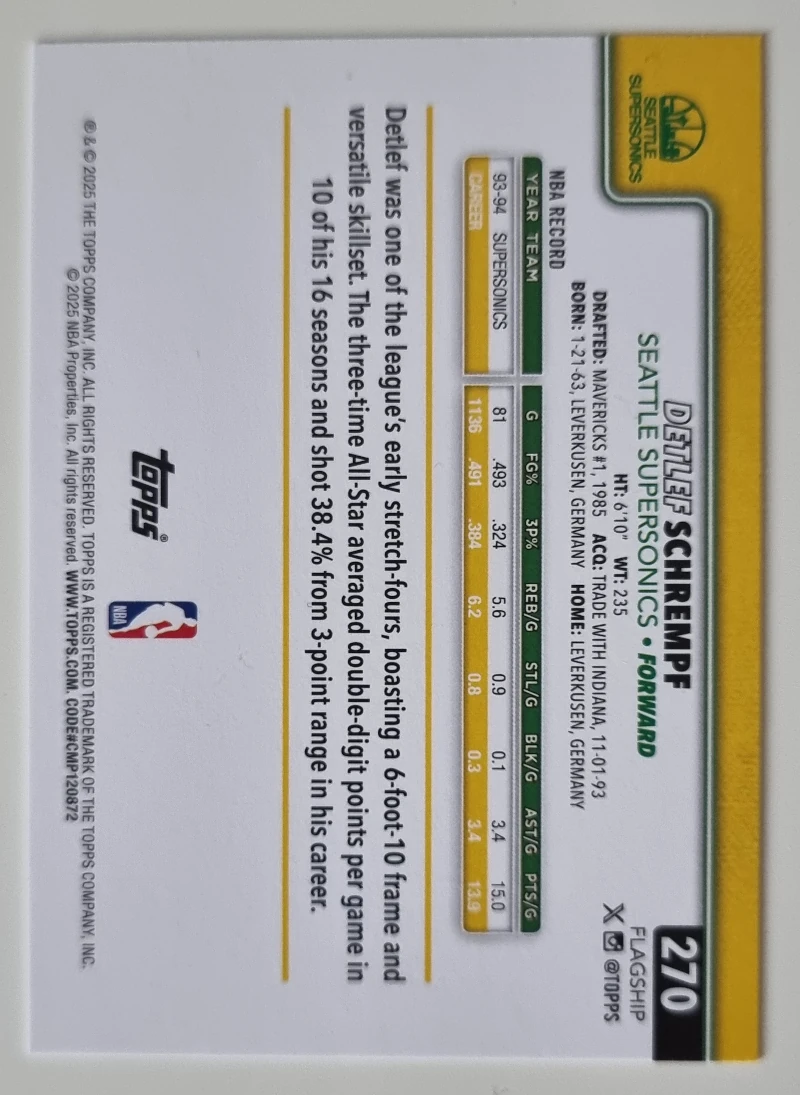 SEATTLE
SUPERSONICS
DETLEF SCHREMPF
SEATTLE SUPERSONICS • FORWARD
HT: 6'10" WT: 235
DRAFTED: MAVERICKS #1, 1985 ACQ: TRADE WITH INDIANA, 11-01-93
BORN: 1-21-63, LEVERKUSEN, GERMANY HOME: LEVERKUSEN, GERMANY
270
FLAGSHIP
X @TOPPS
NBA RECORD
YEAR TEAM G FG% 3P% REB/G STL/G BLK/G AST/G PTS/G
93-94 SUPERSONICS 81 .493 .324 5.6 0.9 0.1 3.4 15.0
CAREER 1136 .491 .384 6.2 0.8 0.3 3.4 13.9
Detlef was one of the league's early stretch-fours, boasting a 6-foot-10 frame and
versatile skillset. The three-time All-Star averaged double-digit points per game in
10 of his 16 seasons and shot 38.4% from 3-point range in his career.
topps®
NBA
® & © 2025 THE TOPPS COMPANY, INC. ALL RIGHTS RESERVED. TOPPS IS A REGISTERED TRADEMARK OF THE TOPPS COMPANY, INC.
© 2025 NBA Properties, Inc. All rights reserved. WWW.TOPPS.COM. CODE#CMP120872